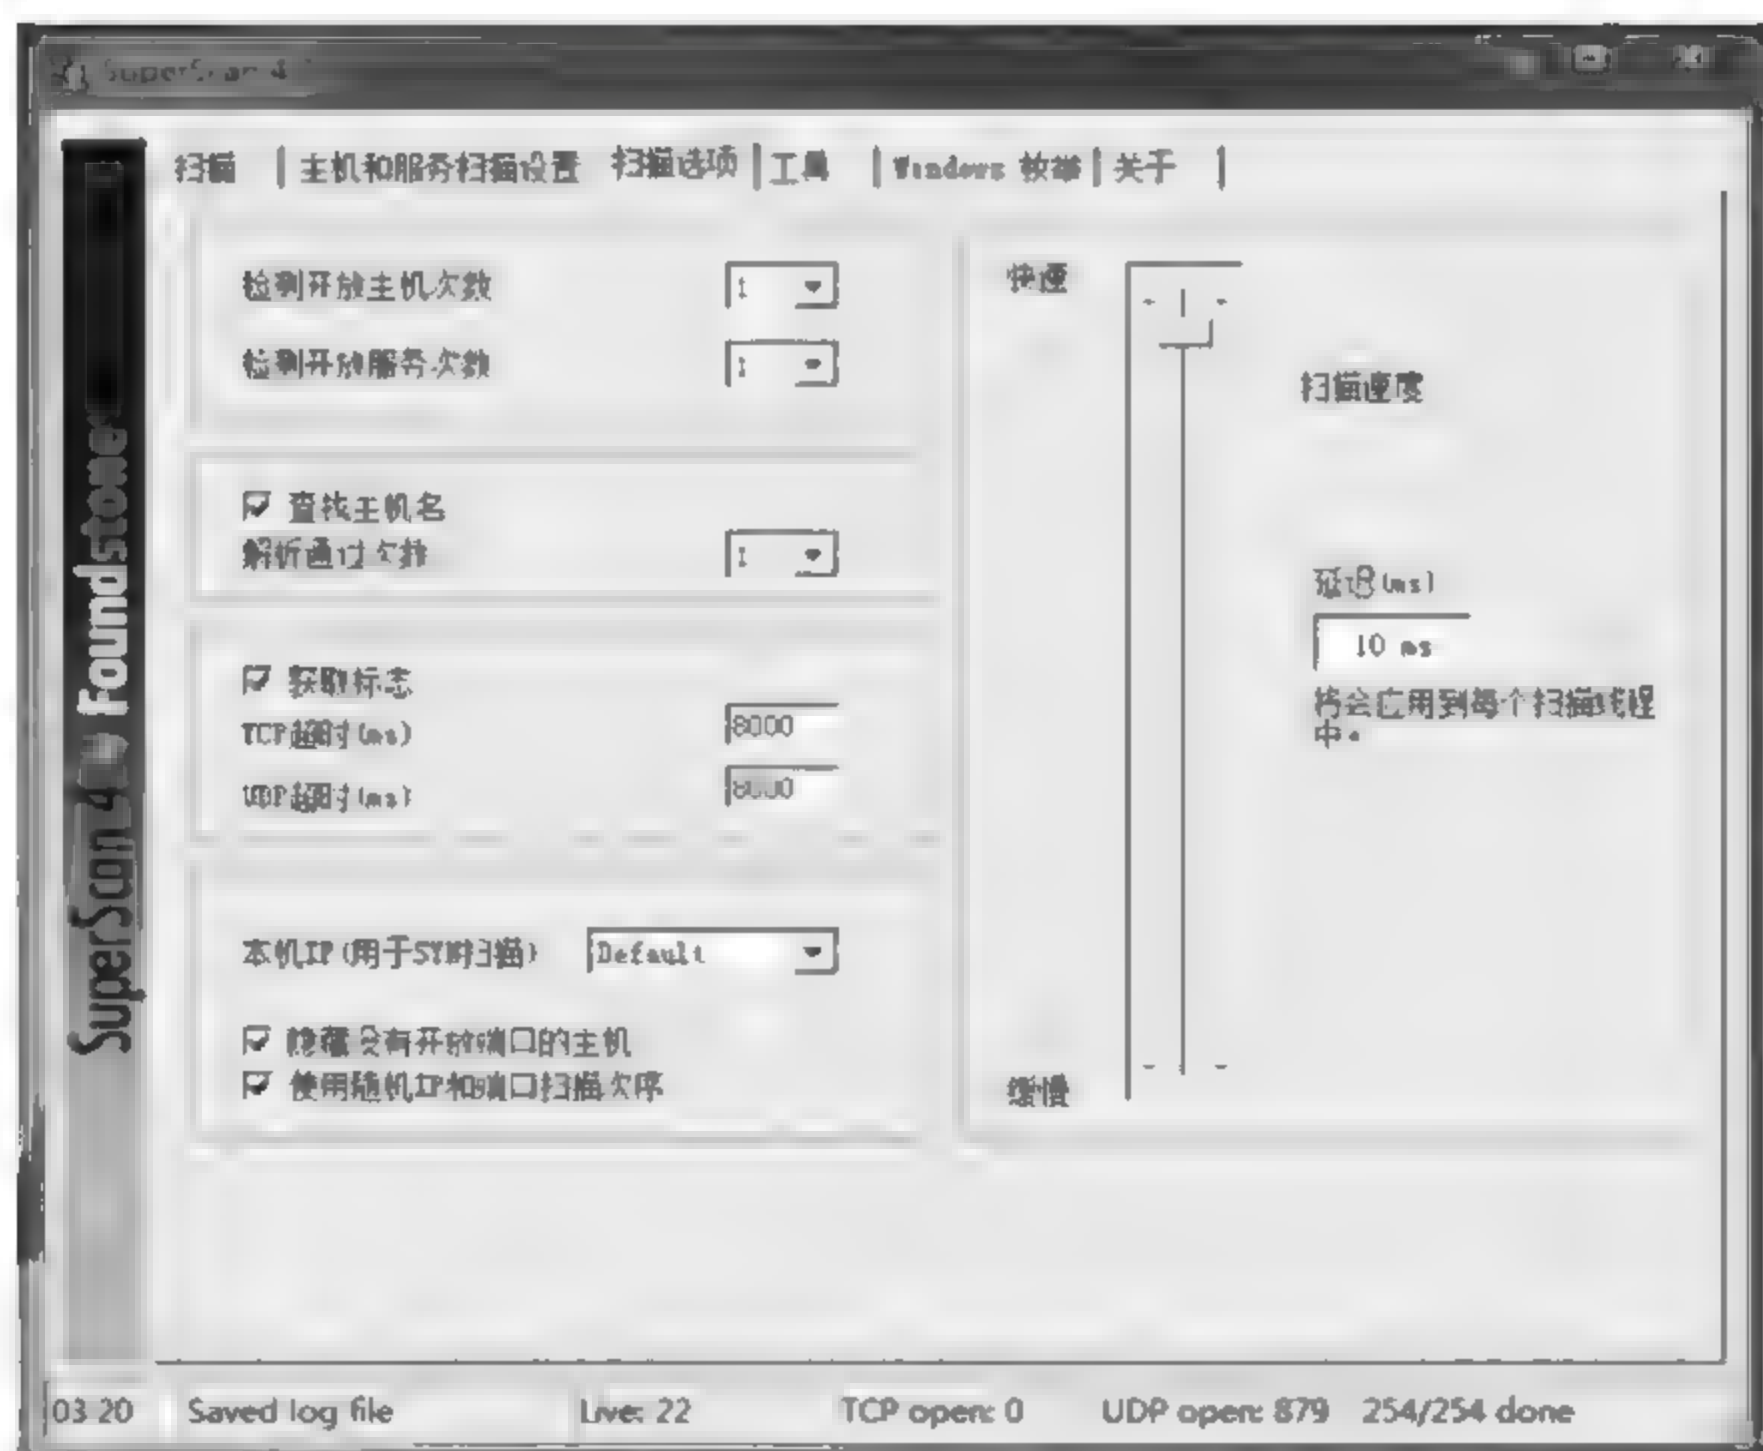 SuperScan 4
扫描 主机和服务扫描设置 扫描选项 工具 Windows 枚举 关于
检测开放主机次数 1
检测开放服务次数 1
查找主机名
解析通过次数 1
获取标志
TCP超时(ms) 8000
UDP超时(ms) 8000
本机IP(用于SYN扫描) Default
隐藏没有开放端口的主机
使用随机IP和端口扫描次序
快速
扫描速度
延迟(ms)
10 ms
将会应用到每个扫描线程
中。
缓慢
SuperScan 4 Foundstone
03 20 Saved log file Live: 22 TCP open: 0 UDP open: 879 254/254 done